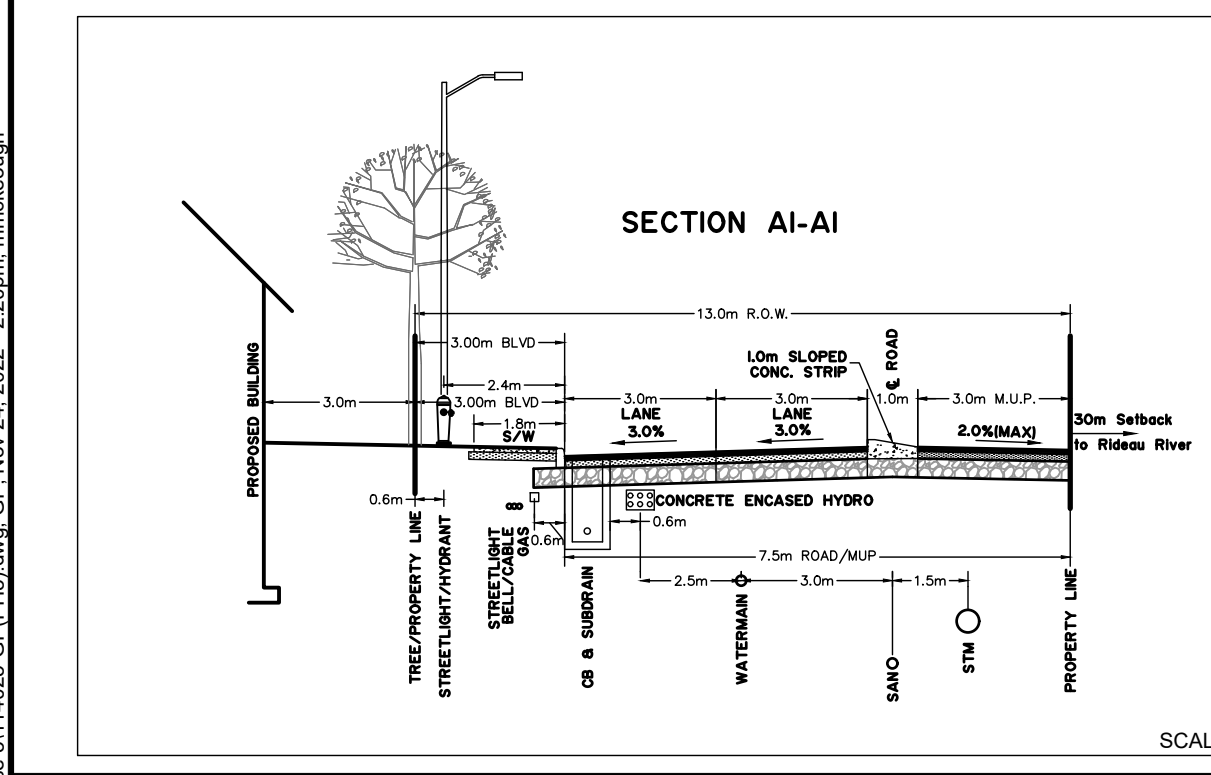 SECTION A1-A1
13.0m R.O.W.
3.00m BLVD
2.4m
1.0m SLOPED
CONC. STRIP
℄ ROAD
3.0m
3.00m BLVD
3.0m
3.0m
1.0m
3.0m M.U.P.
1.8m
S/W
LANE
3.0%
LANE
3.0%
2.0%(MAX)
30m Setback
to Rideau River
PROPOSED BUILDING
0.6m
CONCRETE ENCASED HYDRO
0.6m
0.6m
7.5m ROAD/MUP
2.5m
3.0m
1.5m
TREE/PROPERTY LINE
STREETLIGHT/HYDRANT
STREETLIGHT
BELL/CABLE
GAS
CB & SUBDRAIN
WATERMAIN
SAN
STM
PROPERTY LINE
SCAL